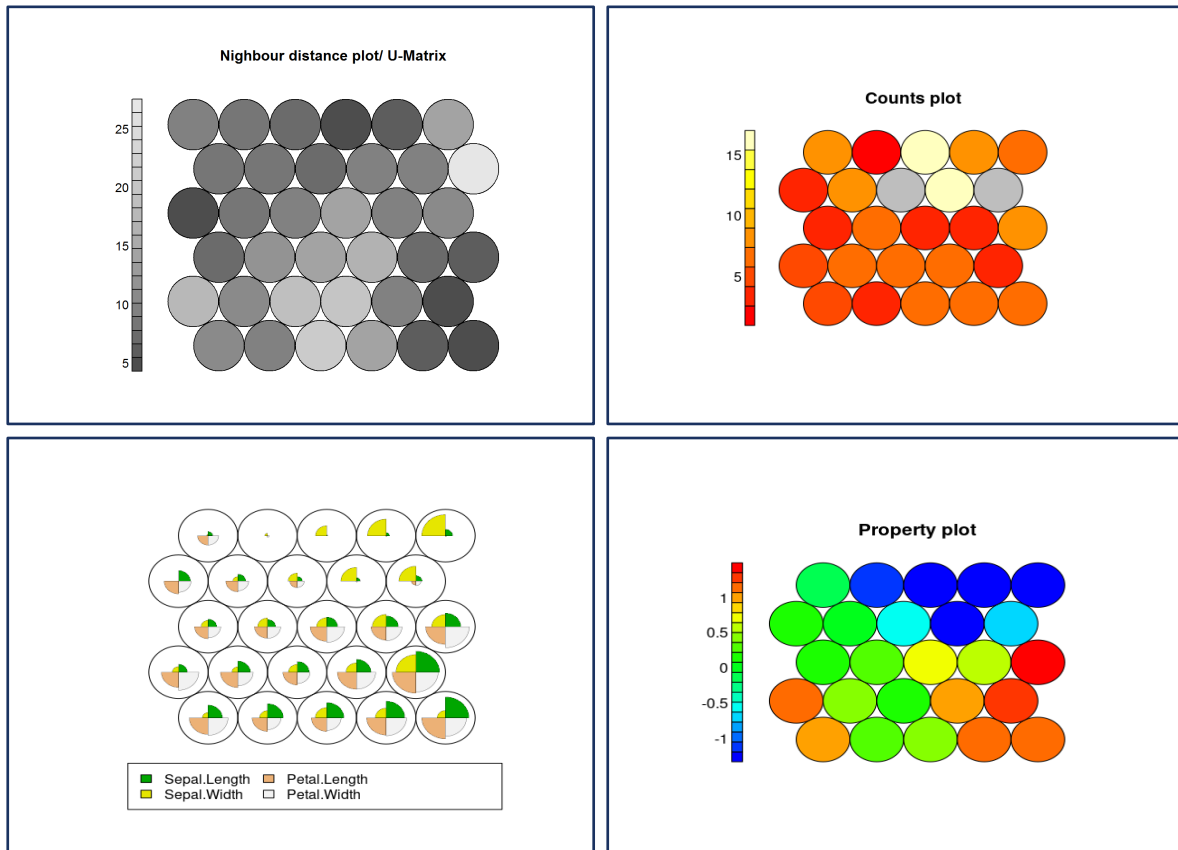 Nighbour distance plot/ U-Matrix
25
20
15
10
5
Counts plot
15
10
5
Sepal.Length Petal.Length
Sepal.Width Petal.Width
Property plot
1
0.5
0
-0.5
-1